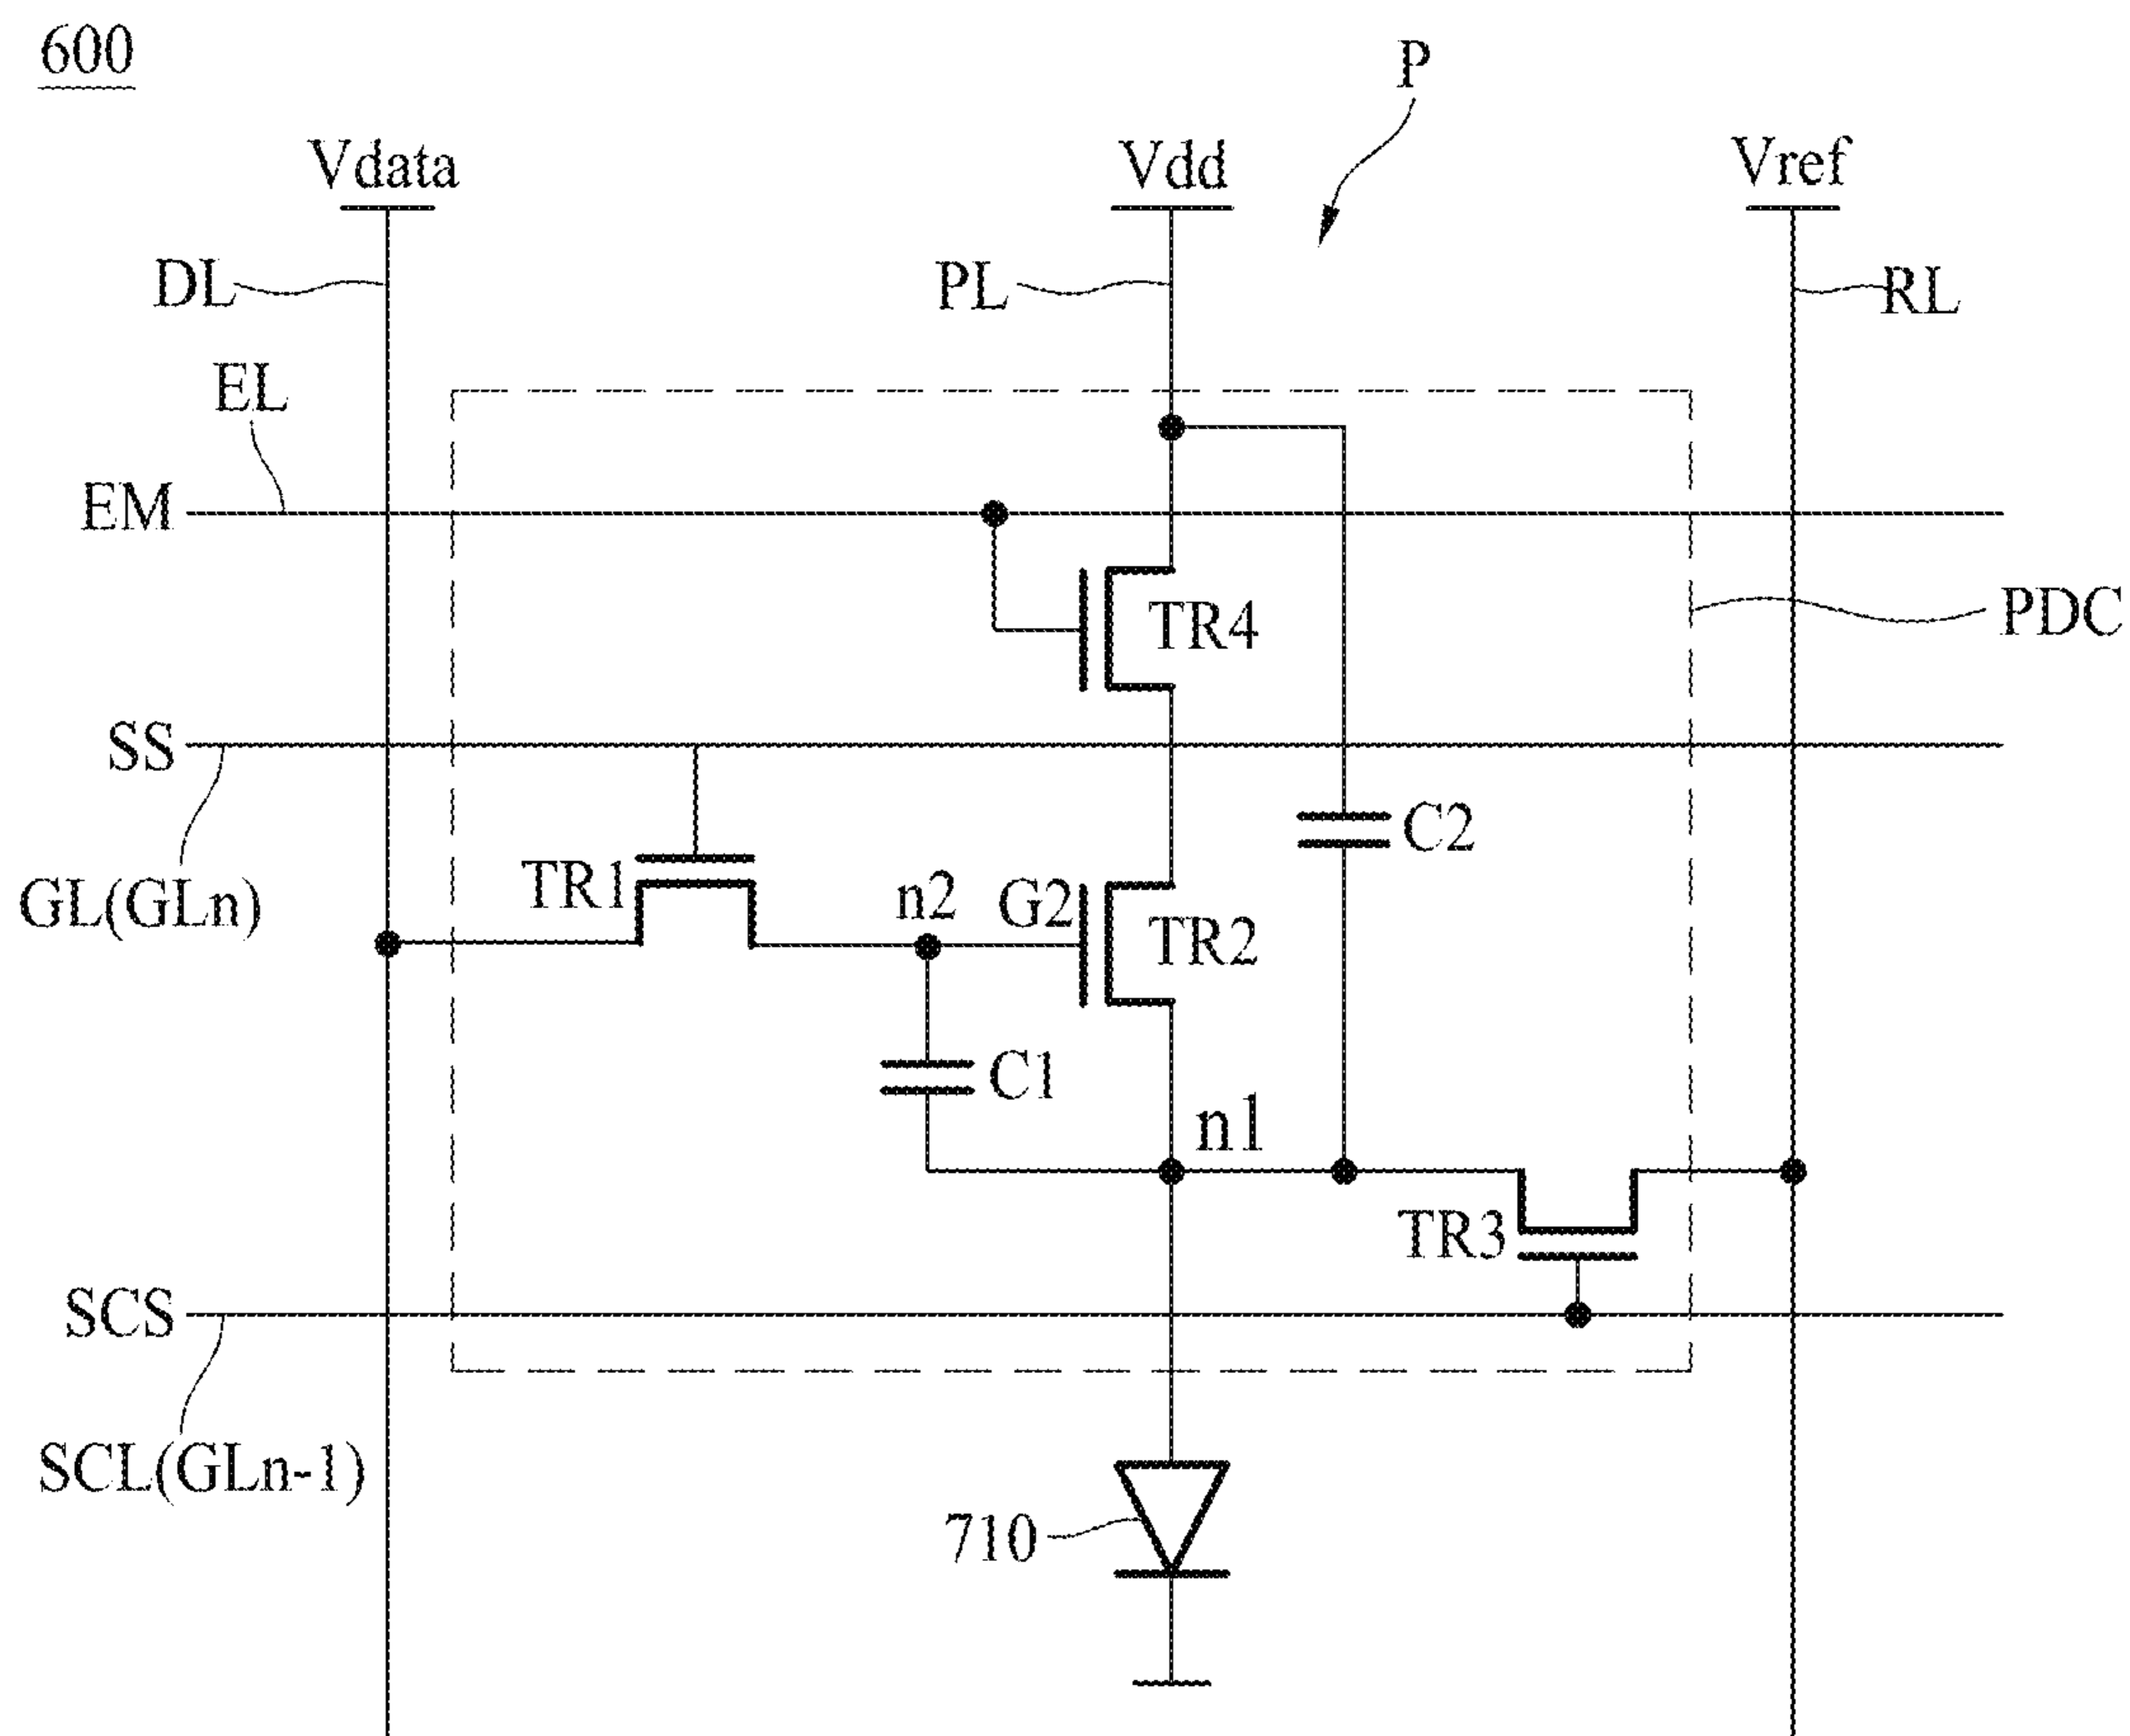 600
P
Vdata
Vdd
Vref
DL
PL
RL
EL
EM
TR4
PDC
SS
C2
TR1
n2
G2
TR2
GL(GLn)
C1
n1
TR3
SCS
SCL(GLn-1)
710